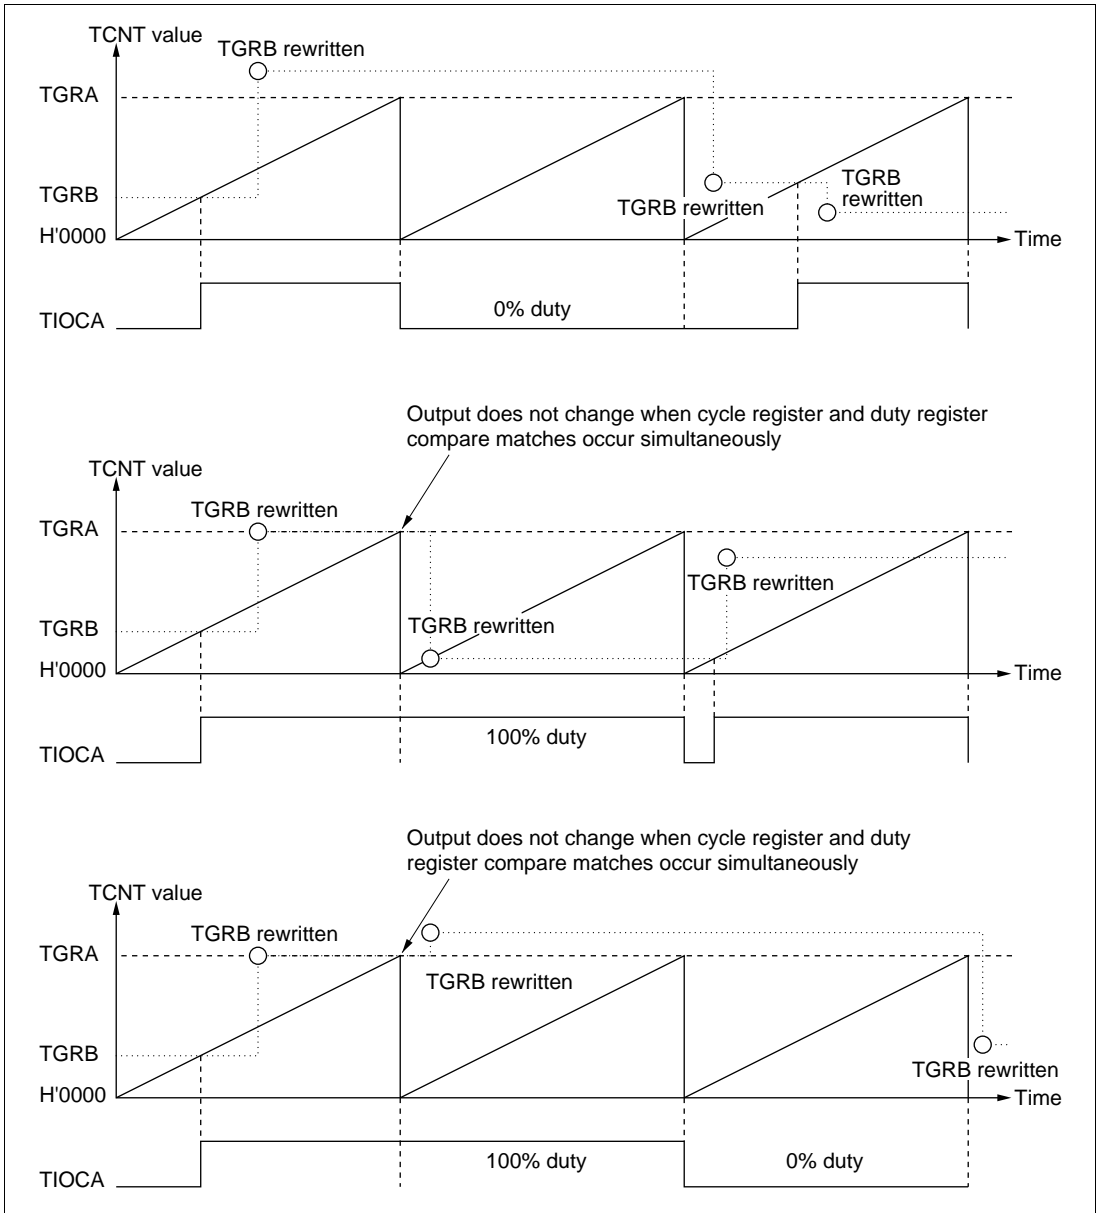 TCNT value
TGRB rewritten
TGRA
TGRB
rewritten
TGRB
TGRB rewritten
H'0000
Time
0% duty
TIOCA
Output does not change when cycle register and duty register
compare matches occur simultaneously
TCNT value
TGRB rewritten
TGRA
TGRB rewritten
TGRB
TGRB rewritten
H'0000
Time
100% duty
TIOCA
Output does not change when cycle register and duty
register compare matches occur simultaneously
TCNT value
TGRB rewritten
TGRA
TGRB rewritten
TGRB
TGRB rewritten
H'0000
Time
100% duty
0% duty
TIOCA